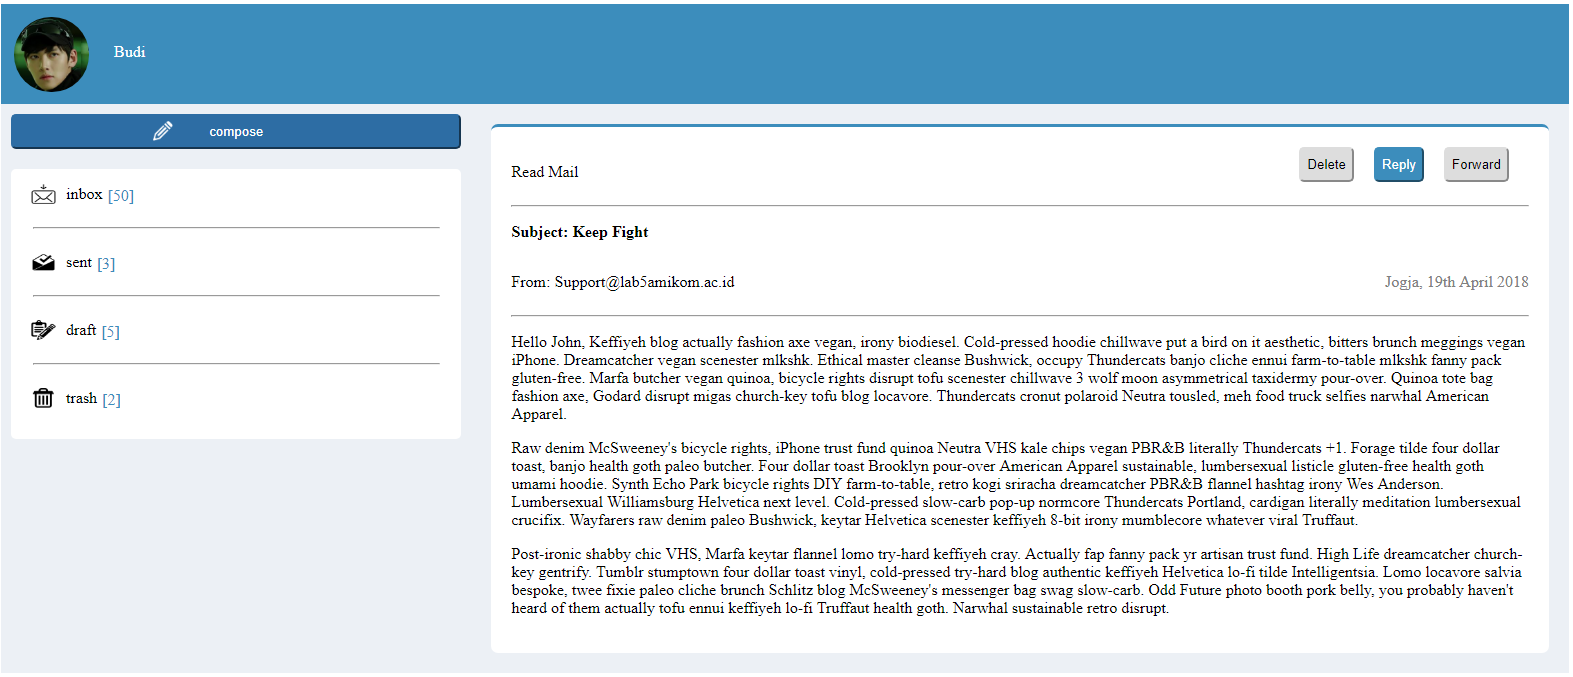 Budi
compose
inbox [50]
sent [3]
draft [5]
trash [2]
Read Mail
Delete
Reply
Forward
Subject: Keep Fight
From: Support@lab5amikom.ac.id
Jogja, 19th April 2018
Hello John, Keffiyeh blog actually fashion axe vegan, irony biodiesel. Cold-pressed hoodie chillwave put a bird on it aesthetic, bitters brunch meggings vegan
iPhone. Dreamcatcher vegan scenester mlkshk. Ethical master cleanse Bushwick, occupy Thundercats banjo cliche ennui farm-to-table mlkshk fanny pack
gluten-free. Marfa butcher vegan quinoa, bicycle rights disrupt tofu scenester chillwave 3 wolf moon asymmetrical taxidermy pour-over. Quinoa tote bag
fashion axe, Godard disrupt migas church-key tofu blog locavore. Thundercats cronut polaroid Neutra tousled, meh food truck selfies narwhal American
Apparel.
Raw denim McSweeney's bicycle rights, iPhone trust fund quinoa Neutra VHS kale chips vegan PBR&B literally Thundercats +1. Forage tilde four dollar
toast, banjo health goth paleo butcher. Four dollar toast Brooklyn pour-over American Apparel sustainable, lumbersexual listicle gluten-free health goth
umami hoodie. Synth Echo Park bicycle rights DIY farm-to-table, retro kogi sriracha dreamcatcher PBR&B flannel hashtag irony Wes Anderson.
Lumbersexual Williamsburg Helvetica next level. Cold-pressed slow-carb pop-up normcore Thundercats Portland, cardigan literally meditation lumbersexual
crucifix. Wayfarers raw denim paleo Bushwick, keytar Helvetica scenester keffiyeh 8-bit irony mumblecore whatever viral Truffaut.
Post-ironic shabby chic VHS, Marfa keytar flannel lomo try-hard keffiyeh cray. Actually fap fanny pack yr artisan trust fund. High Life dreamcatcher church-
key gentrify. Tumblr stumptown four dollar toast vinyl, cold-pressed try-hard blog authentic keffiyeh Helvetica lo-fi tilde Intelligentsia. Lomo locavore salvia
bespoke, twee fixie paleo cliche brunch Schlitz blog McSweeney's messenger bag swag slow-carb. Odd Future photo booth pork belly, you probably haven't
heard of them actually tofu ennui keffiyeh lo-fi Truffaut health goth. Narwhal sustainable retro disrupt.